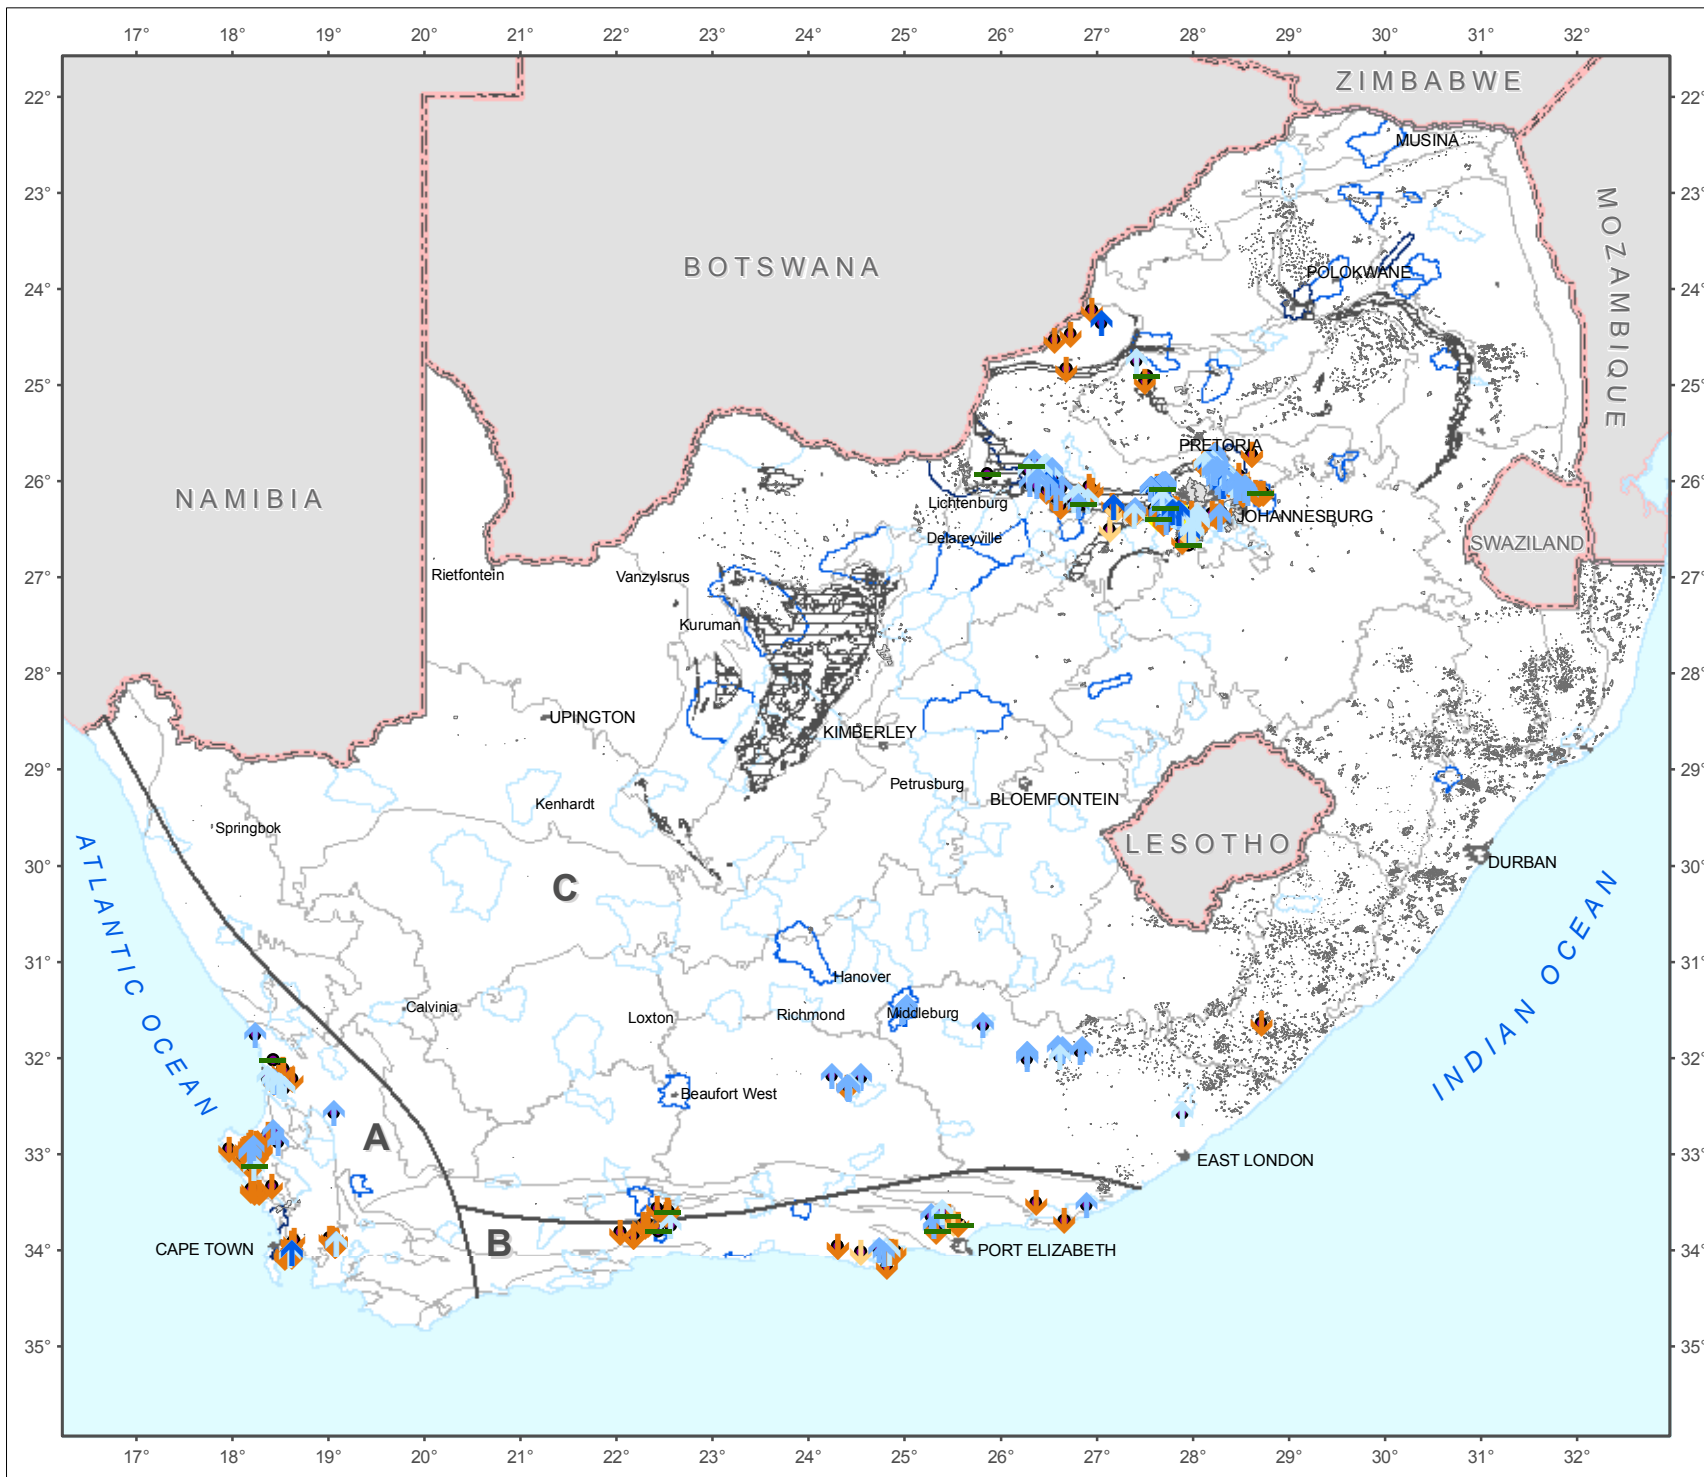 17° 18° 19° 20° 21° 22° 23° 24° 25° 26° 27° 28° 29° 30° 31° 32°
ZIMBABWE
22° 22°
MUSINA
23° 23°
MOZAMBIQUE
BOTSWANA
POLOKWANE
24° 24°
25° 25°
PRETORIA
26° 26°
NAMIBIA
Lichtenburg
JOHANNESBURG
Delareyville
SWAZILAND
Rietfontein
Vanzylsrus
27° 27°
Kuruman
28° 28°
UPINGTON
KIMBERLEY
29° 29°
Petrusburg
Kenhardt
BLOEMFONTEIN
Springbok
LESOTHO
30° 30°
DURBAN
C
ATLANTIC OCEAN
INDIAN OCEAN
31° 31°
Hanover
Calvinia
Loxton
Richmond
Middleburg
32° 32°
Beaufort West
A
33° 33°
EAST LONDON
B
34° 34°
CAPE TOWN
PORT ELIZABETH
35° 35°
17° 18° 19° 20° 21° 22° 23° 24° 25° 26° 27° 28° 29° 30° 31° 32°